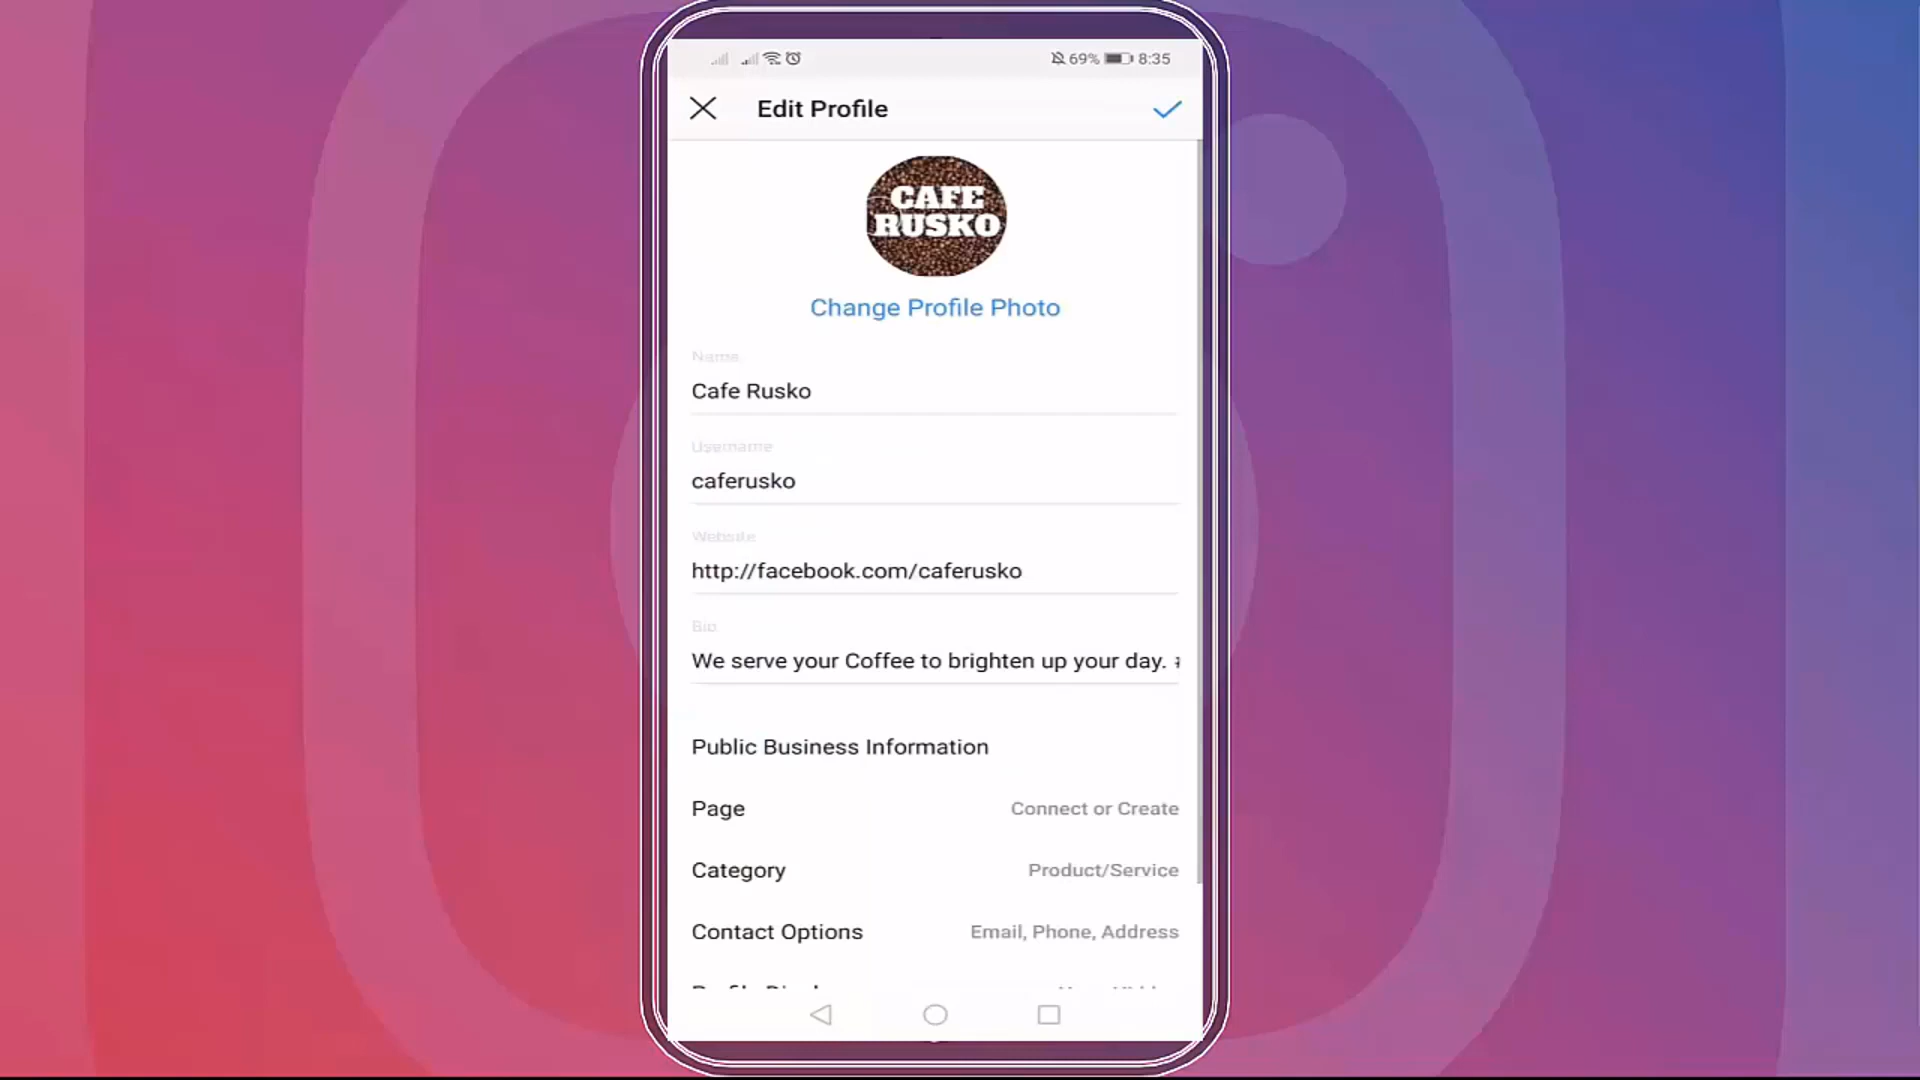 69% 8:35
Edit Profile
CAFE
RUSKO
Change Profile Photo
Name
Cafe Rusko
Username
caferusko
Website
http://facebook.com/caferusko
Bio
We serve your Coffee to brighten up your day.
Public Business Information
Page Connect or Create
Category Product/Service
Contact Options Email, Phone, Address